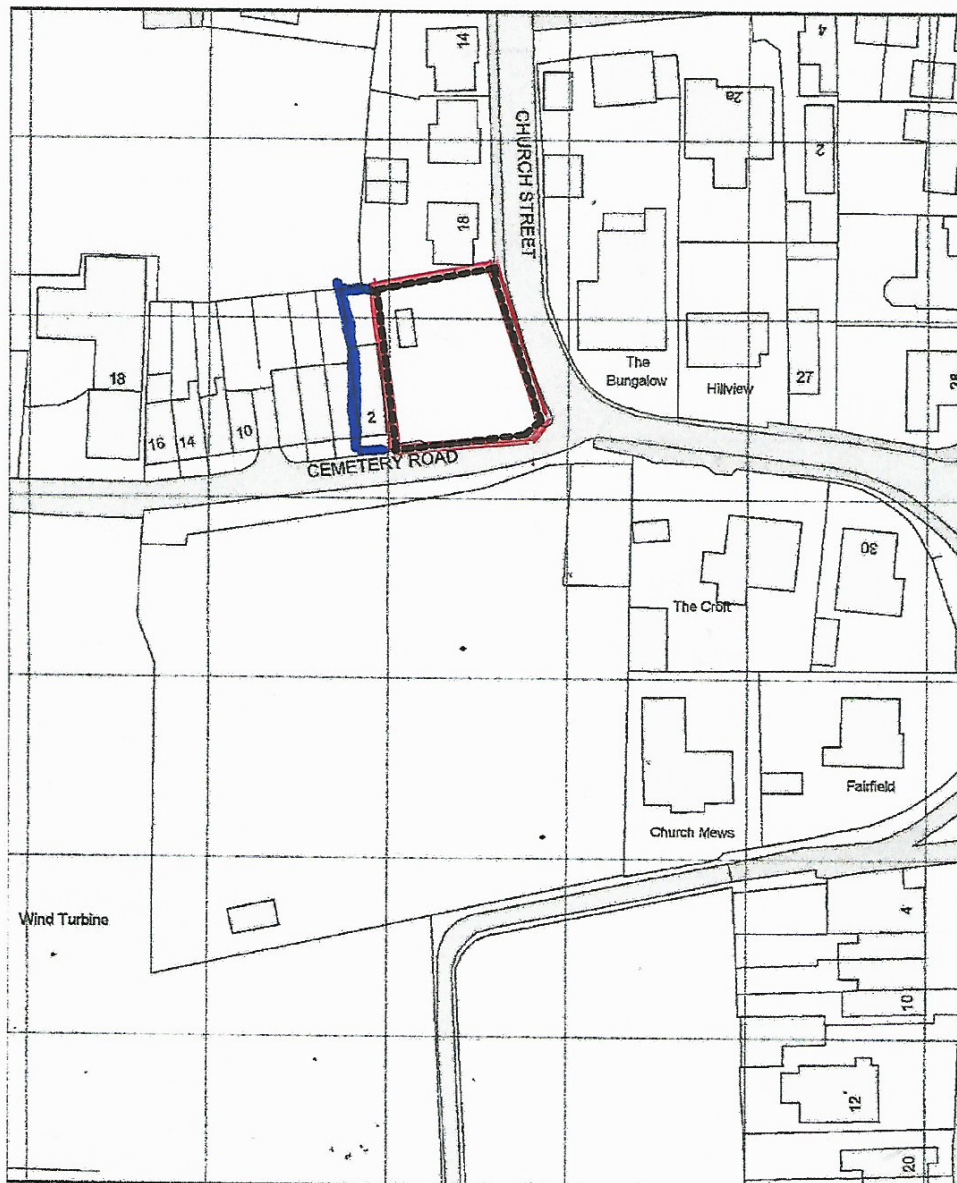 14
4
2a
CHURCH STREET
2
18
The
Bungalow
Hillview
27
28
18
2
16
14
10
CEMETERY ROAD
30
The Croft
Fairfield
Church Mews
Wind Turbine
4
10
12
20